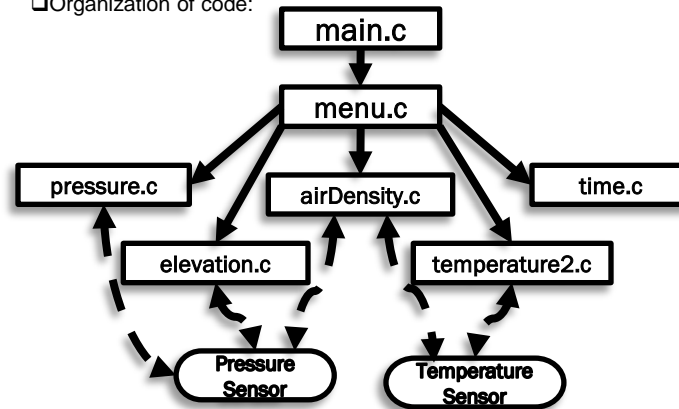 ❑Organization of code:
main.c
menu.c
pressure.c
airDensity.c
time.c
elevation.c
temperature2.c
Pressure
Sensor
Temperature
Sensor